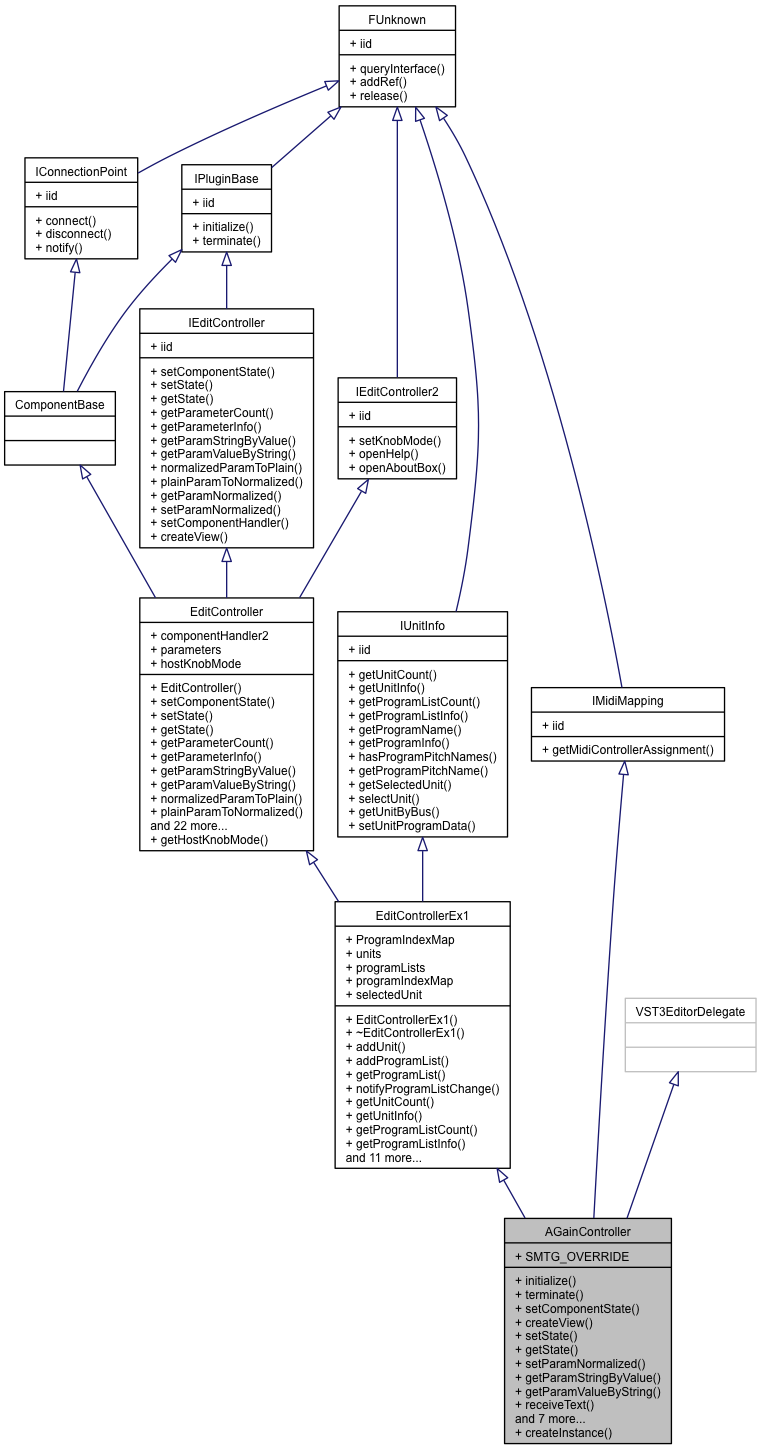 FUnknown
+ iid
+ queryInterface()
+ addRef()
+ release()
IConnectionPoint
+ iid
+ connect()
+ disconnect()
+ notify()
IPluginBase
+ iid
+ initialize()
+ terminate()
IEditController
+ iid
+ setComponentState()
+ setState()
+ getState()
+ getParameterCount()
+ getParameterInfo()
+ getParamStringByValue()
+ getParamValueByString()
+ normalizedParamToPlain()
+ plainParamToNormalized()
+ getParamNormalized()
+ setParamNormalized()
+ setComponentHandler()
+ createView()
IEditController2
+ iid
+ setKnobMode()
+ openHelp()
+ openAboutBox()
ComponentBase
EditController
+ componentHandler2
+ parameters
+ hostKnobMode
+ EditController()
+ setComponentState()
+ setState()
+ getState()
+ getParameterCount()
+ getParameterInfo()
+ getParamStringByValue()
+ getParamValueByString()
+ normalizedParamToPlain()
+ plainParamToNormalized()
and 22 more...
+ getHostKnobMode()
IUnitInfo
+ iid
+ getUnitCount()
+ getUnitInfo()
+ getProgramListCount()
+ getProgramListInfo()
+ getProgramName()
+ getProgramInfo()
+ hasProgramPitchNames()
+ getProgramPitchName()
+ getSelectedUnit()
+ selectUnit()
+ getUnitByBus()
+ setUnitProgramData()
IMidiMapping
+ iid
+ getMidiControllerAssignment()
EditControllerEx1
+ ProgramIndexMap
+ units
+ programLists
+ programIndexMap
+ selectedUnit
+ EditControllerEx1()
+ ~EditControllerEx1()
+ addUnit()
+ addProgramList()
+ getProgramList()
+ notifyProgramListChange()
+ getUnitCount()
+ getUnitInfo()
+ getProgramListCount()
+ getProgramListInfo()
and 11 more...
VST3EditorDelegate
AGainController
+ SMTG_OVERRIDE
+ initialize()
+ terminate()
+ setComponentState()
+ createView()
+ setState()
+ getState()
+ setParamNormalized()
+ getParamStringByValue()
+ getParamValueByString()
+ receiveText()
and 7 more...
+ createInstance()